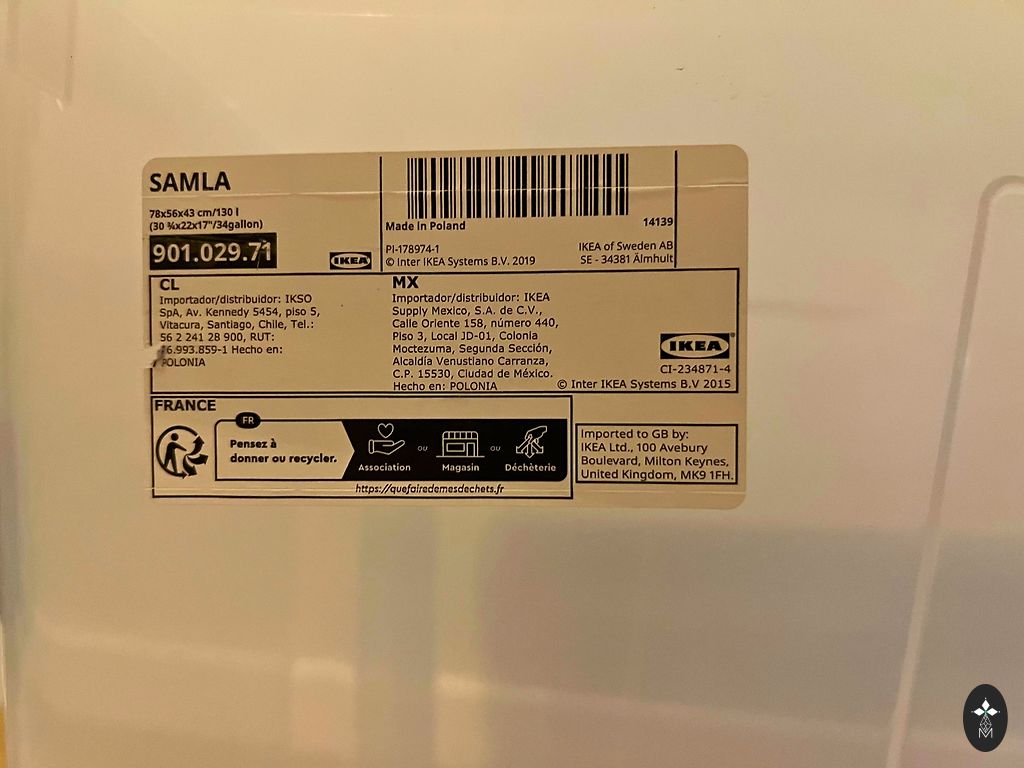 SAMLA
78x56x43 cm/130 l
(30 ¾x22x17"/34gallon)
901.029.71
IKEA
Made in Poland
14139
PI-178974-1
© Inter IKEA Systems B.V. 2019
IKEA of Sweden AB
SE - 34381 Älmhult
CL
Importador/distribuidor: IKSO
SpA, Av. Kennedy 5454, piso 5,
Vitacura, Santiago, Chile, Tel.:
56 2 241 28 900, RUT:
76.993.859-1 Hecho en:
POLONIA
MX
Importador/distribuidor: IKEA
Supply Mexico, S.A. de C.V.,
Calle Oriente 158, número 440,
Piso 3, Local JD-01, Colonia
Moctezuma, Segunda Sección,
Alcaldía Venustiano Carranza,
C.P. 15530, Ciudad de México.
Hecho en: POLONIA
IKEA®
CI-234871-4
© Inter IKEA Systems B.V 2015
FRANCE
FR
Pensez à
donner ou recycler.
Association
ou
Magasin
ou
Déchèterie
https://quefairedemesdechets.fr
Imported to GB by:
IKEA Ltd., 100 Avebury
Boulevard, Milton Keynes,
United Kingdom, MK9 1FH.
M